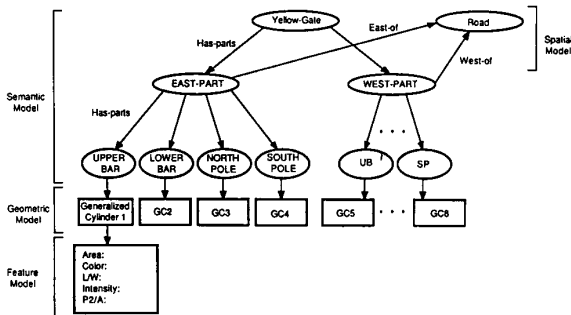 Yellow-Gate
Road
East-of
Spatial
Model
Has-parts
West-of
EAST-PART
WEST-PART
Semantic
Model
Has-parts
. . .
UPPER
BAR
LOWER
BAR
NORTH
POLE
SOUTH
POLE
UB
SP
Geometric
Model
Generalized
Cylinder 1
GC2
GC3
GC4
GC5
. . .
GC8
Feature
Model
Area:
Color:
L/W:
Intensity:
P2/A: